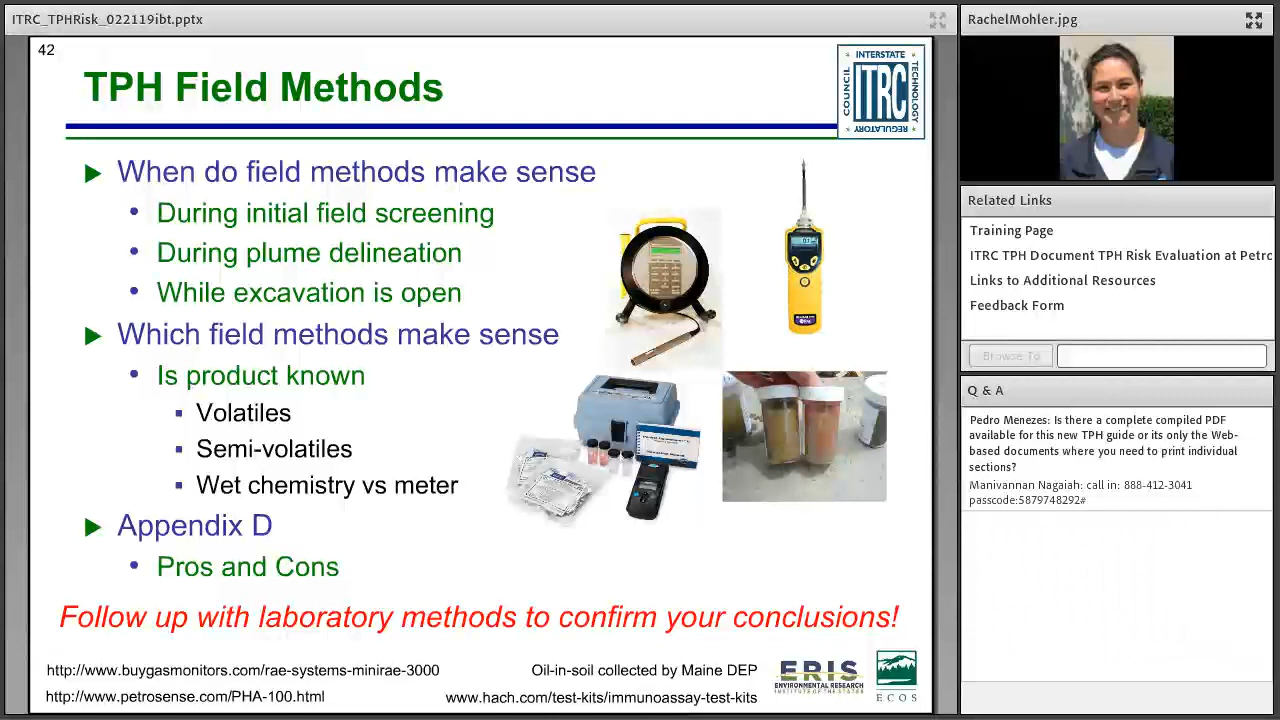 ITRC_TPHRisk_022119ibt.pptx
42
TPH Field Methods
INTERSTATE
COUNCIL
ITRC
TECHNOLOGY
REGULATORY
When do field methods make sense
During initial field screening
During plume delineation
While excavation is open
Which field methods make sense
Is product known
Volatiles
Semi-volatiles
Wet chemistry vs meter
Appendix D
Pros and Cons
Follow up with laboratory methods to confirm your conclusions!
http://www.buygasmonitors.com/rae-systems-minirae-3000
Oil-in-soil collected by Maine DEP
http://www.petrosense.com/PHA-100.html
www.hach.com/test-kits/immunoassay-test-kits
ERIS
ENVIRONMENTAL RESEARCH
INSTITUTE OF THE STATES
ECOS
RachelMohler.jpg
Related Links
Training Page
ITRC TPH Document TPH Risk Evaluation at Petrc
Links to Additional Resources
Feedback Form
Browse To
Q & A
Pedro Menezes: Is there a complete compiled PDF
available for this new TPH guide or its only the Web-
based documents where you need to print individual
sections?
Manivannan Nagaiah: call in: 888-412-3041
passcode:5879748292#